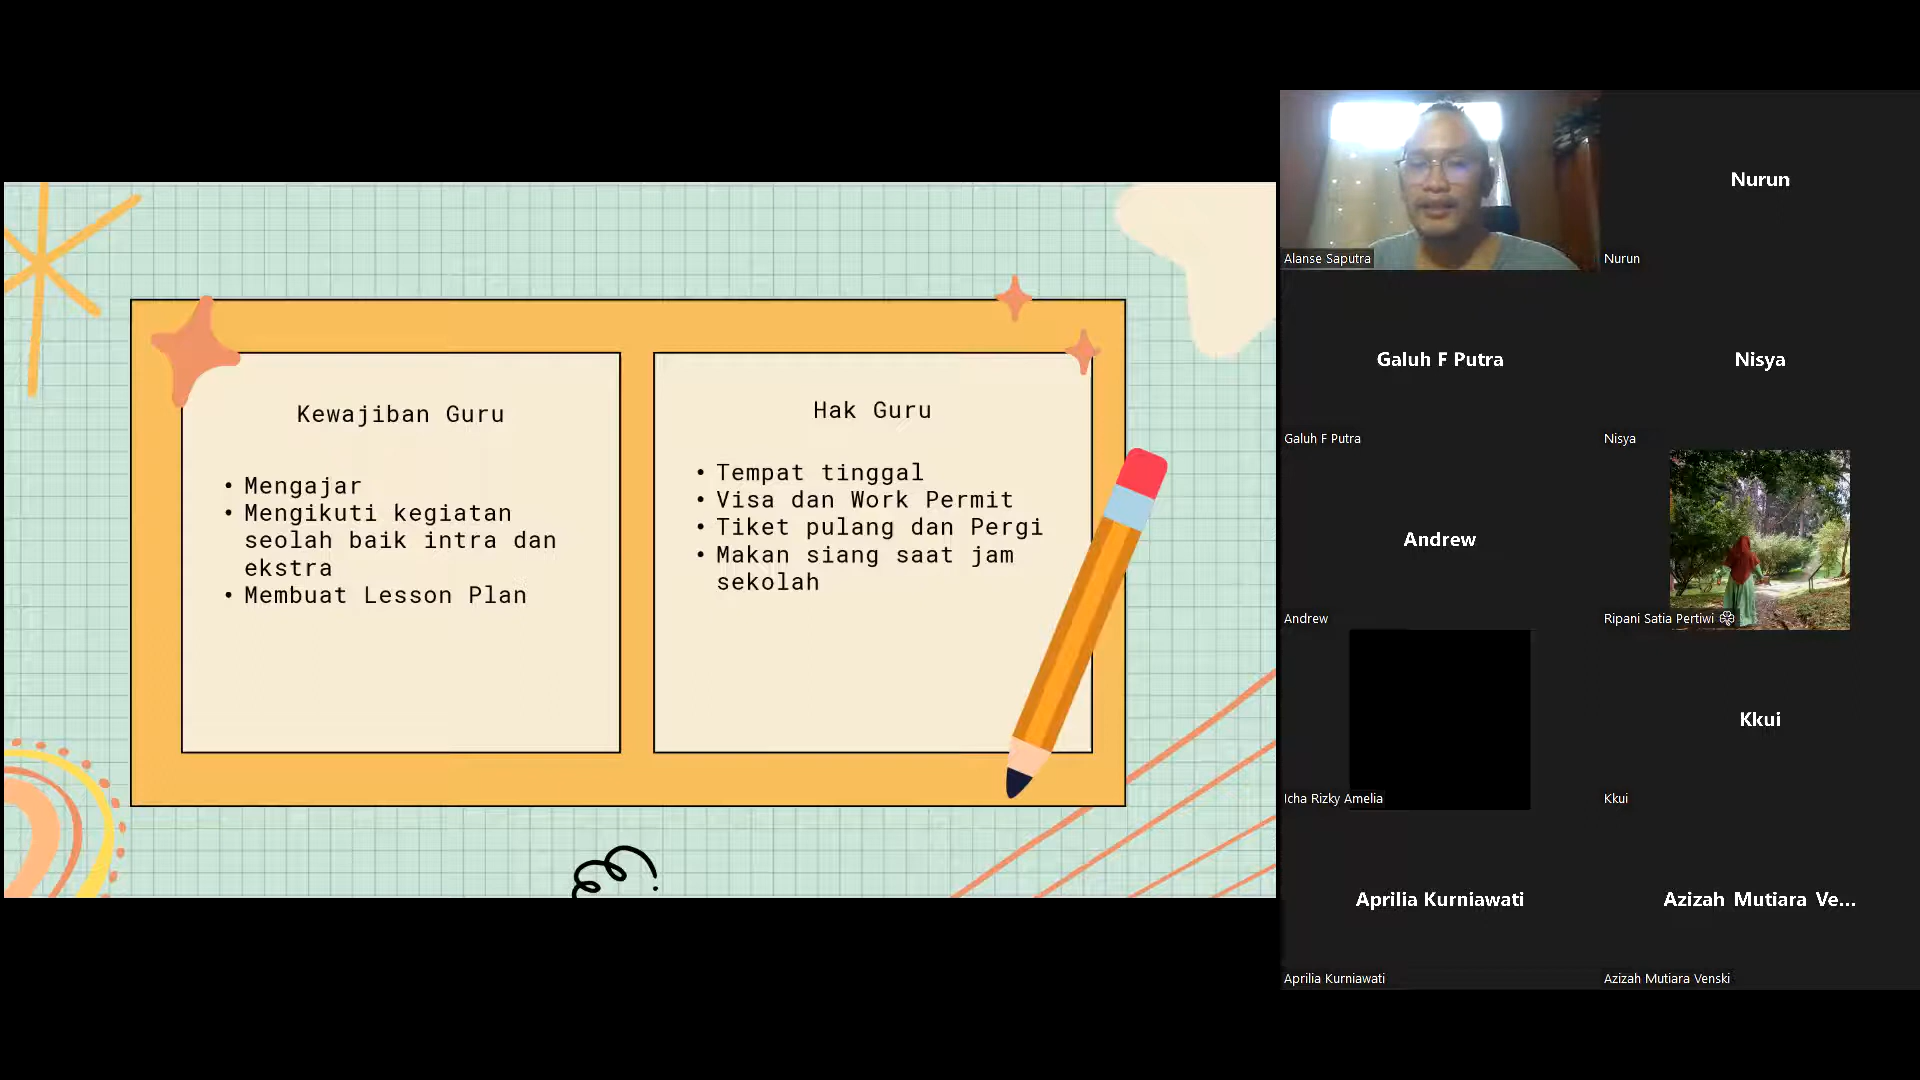 Kewajiban Guru
• Mengajar
• Mengikuti kegiatan
seolah baik intra dan
ekstra
• Membuat Lesson Plan
Hak Guru
• Tempat tinggal
• Visa dan Work Permit
• Tiket pulang dan Pergi
• Makan siang saat jam
sekolah
Alanse Saputra
Nurun
Nurun
Galuh F Putra
Galuh F Putra
Nisya
Nisya
Andrew
Andrew
Ripani Satia Pertiwi
Icha Rizky Amelia
Kkui
Kkui
Aprilia Kurniawati
Aprilia Kurniawati
Azizah Mutiara Ve...
Azizah Mutiara Venski